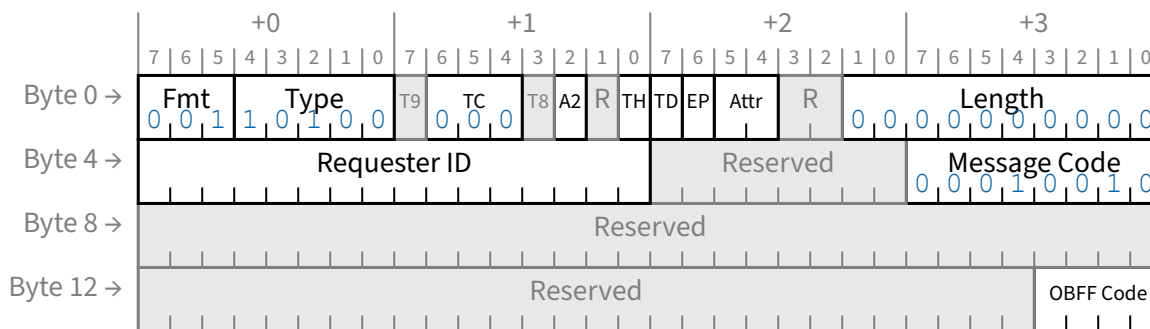 +0 +1 +2 +3
7 6 5 4 3 2 1 0 7 6 5 4 3 2 1 0 7 6 5 4 3 2 1 0 7 6 5 4 3 2 1 0
Byte 0 → Fmt Type T9 TC T8 A2 R TH TD EP Attr R Length
0 0 1 1 0 1 0 0 0 0 0 0 0 0 0 0 0 0 0 0 0 0
Byte 4 → Requester ID Reserved Message Code
0 0 0 1 0 0 1 0
Byte 8 → Reserved
Byte 12 → Reserved OBFF Code